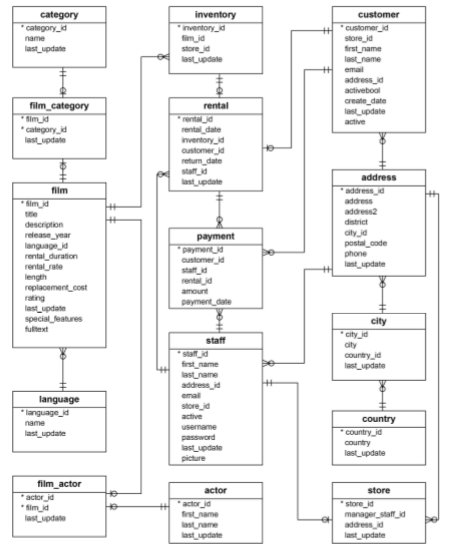 category
* category_id
name
last_update
film_category
* film_id
* category_id
last_update
film
* film_id
title
description
release_year
language_id
rental_duration
rental_rate
length
replacement_cost
rating
last_update
special_features
fulltext
language
* language_id
name
last_update
film_actor
* actor_id
* film_id
last_update
inventory
* inventory_id
film_id
store_id
last_update
rental
* rental_id
rental_date
inventory_id
customer_id
return_date
staff_id
last_update
payment
* payment_id
customer_id
staff_id
rental_id
amount
payment_date
staff
* staff_id
first_name
last_name
address_id
email
store_id
active
username
password
last_update
picture
actor
* actor_id
first_name
last_name
last_update
customer
* customer_id
store_id
first_name
last_name
email
address_id
activebool
create_date
last_update
active
address
* address_id
address
address2
district
city_id
postal_code
phone
last_update
city
* city_id
city
country_id
last_update
country
* country_id
country
last_update
store
* store_id
manager_staff_id
address_id
last_update